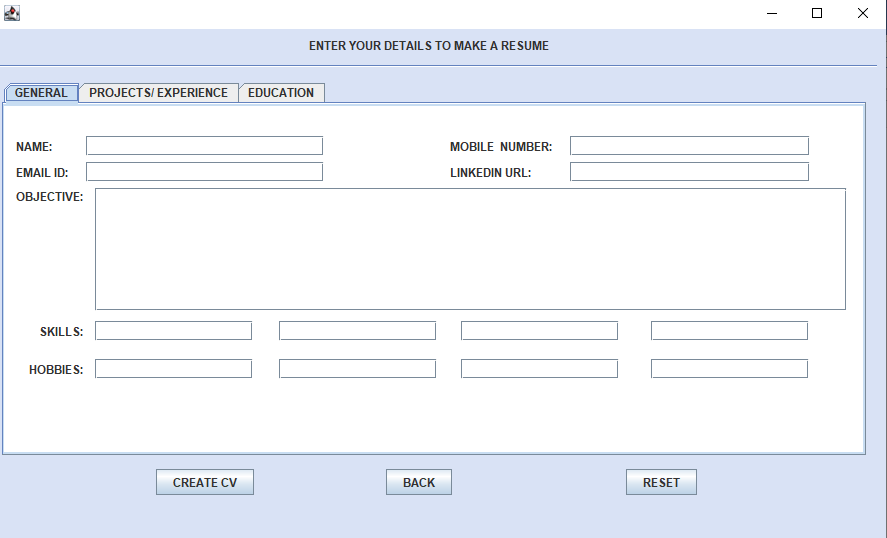 ENTER YOUR DETAILS TO MAKE A RESUME
GENERAL PROJECTS/ EXPERIENCE EDUCATION
NAME: MOBILE NUMBER:
EMAIL ID: LINKEDIN URL:
OBJECTIVE:
SKILLS:
HOBBIES:
CREATE CV BACK RESET